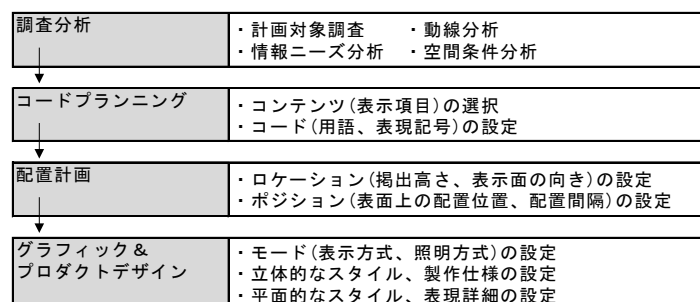 調査分析
・計画対象調査 ・動線分析
・情報ニーズ分析 ・空間条件分析
コードプランニング
・コンテンツ(表示項目)の選択
・コード(用語、表現記号)の設定
配置計画
・ロケーション(掲出高さ、表示面の向き)の設定
・ポジション(表面上の配置位置、配置間隔)の設定
グラフィック&
プロダクトデザイン
・モード(表示方式、照明方式)の設定
・立体的なスタイル、製作仕様の設定
・平面的なスタイル、表現詳細の設定